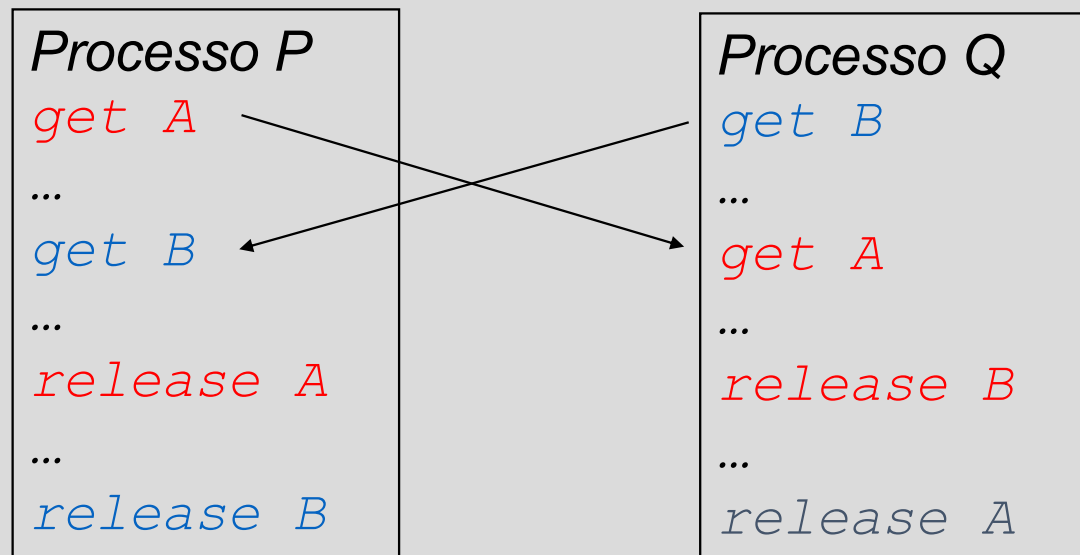 Processo P
get A
…
get B
…
release A
…
release B
Processo Q
get B
…
get A
…
release B
…
release A